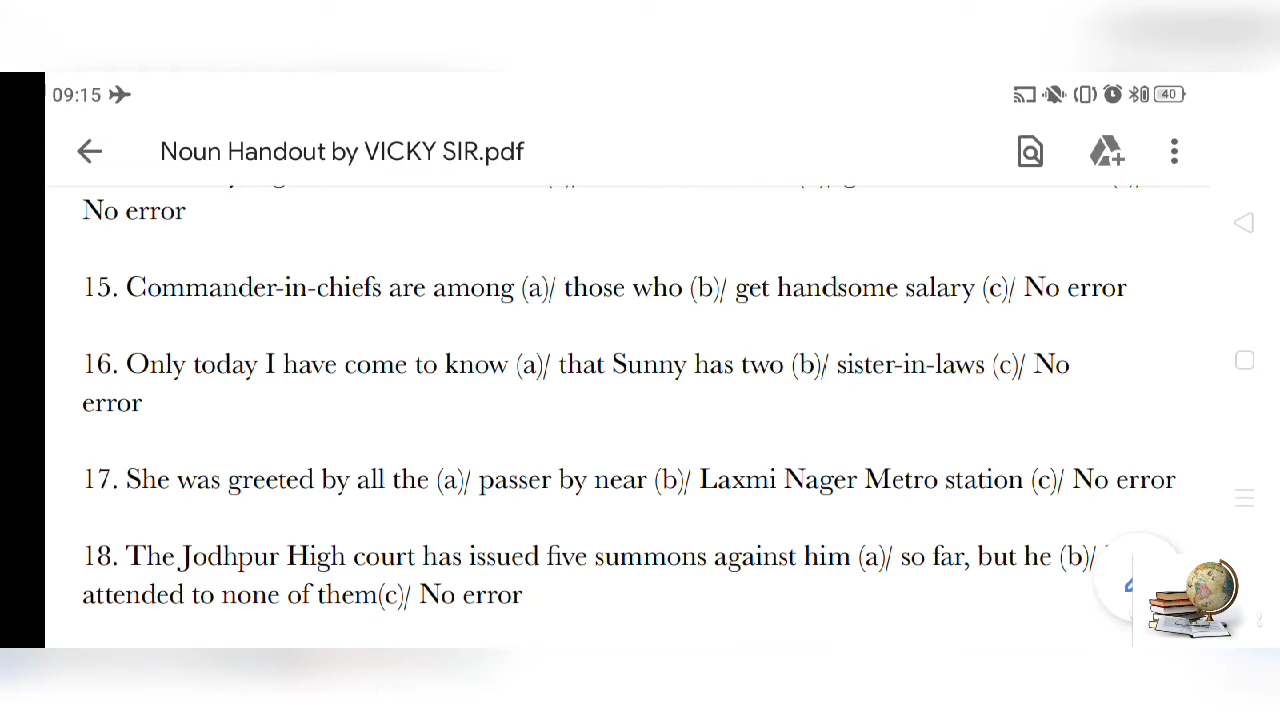 09:15
40
Noun Handout by VICKY SIR.pdf
No error
15. Commander-in-chiefs are among (a)/ those who (b)/ get handsome salary (c)/ No error
16. Only today I have come to know (a)/ that Sunny has two (b)/ sister-in-laws (c)/ No
error
17. She was greeted by all the (a)/ passer by near (b)/ Laxmi Nager Metro station (c)/ No error
18. The Jodhpur High court has issued five summons against him (a)/ so far, but he (b)/
attended to none of them(c)/ No error